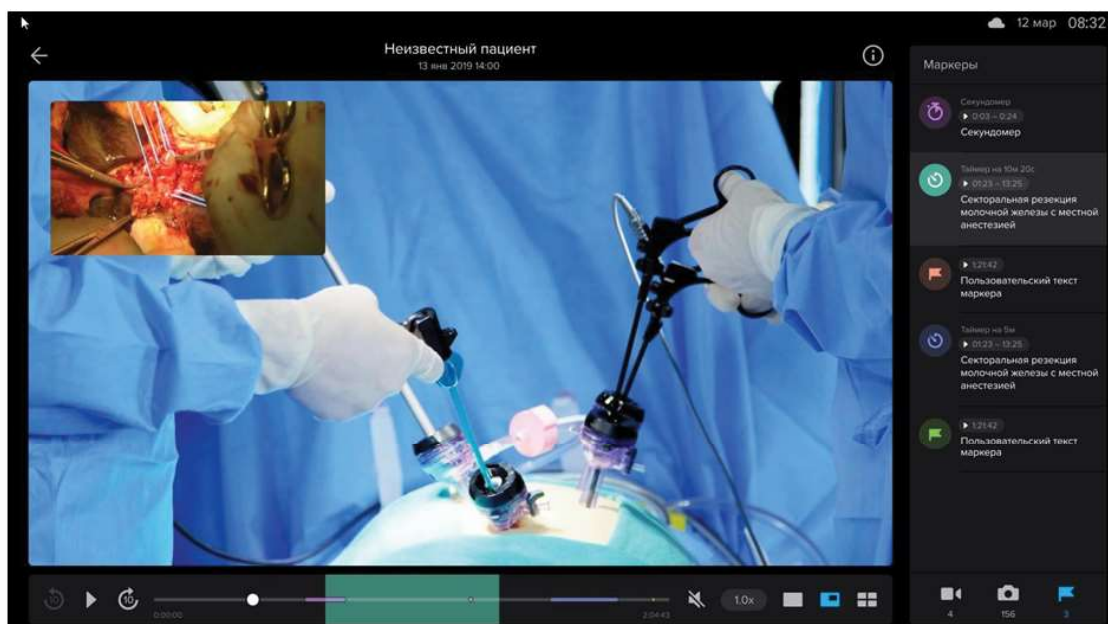 12 мар 08:32
Неизвестный пациент
13 янв 2019 14:00
Маркеры
Секундомер
0:03 – 0:24
Секундомер
Таймер на 10м 20с
01:23 – 13:25
Секторальная резекция
молочной железы с местной
анестезией
1:21:42
Пользовательский текст
маркера
Таймер на 5м
01:23 – 13:25
Секторальная резекция
молочной железы с местной
анестезией
1:21:42
Пользовательский текст
маркера
10
10
0:00:00
2:04:43
1.0x
4
156
3